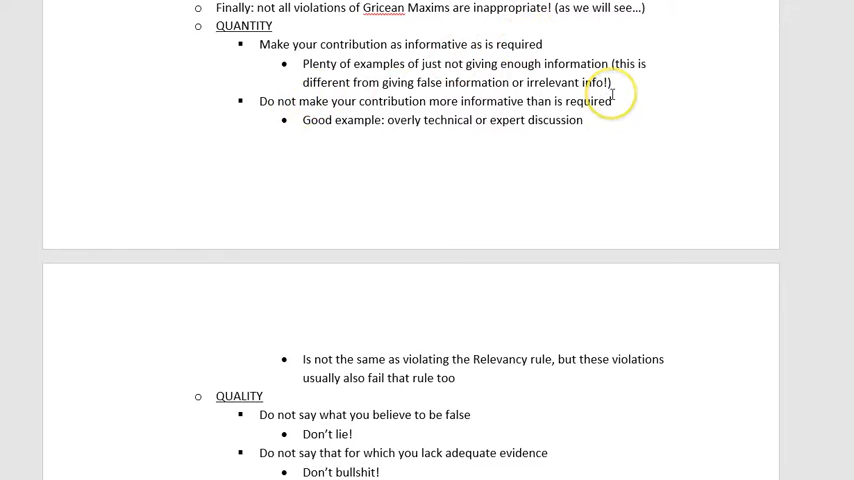 o Finally: not all violations of Gricean Maxims are inappropriate! (as we will see…)
o QUANTITY
▪ Make your contribution as informative as is required
• Plenty of examples of just not giving enough information (this is
different from giving false information or irrelevant info!)
▪ Do not make your contribution more informative than is required
• Good example: overly technical or expert discussion
• Is not the same as violating the Relevancy rule, but these violations
usually also fail that rule too
o QUALITY
▪ Do not say what you believe to be false
• Don't lie!
▪ Do not say that for which you lack adequate evidence
• Don't bullshit!